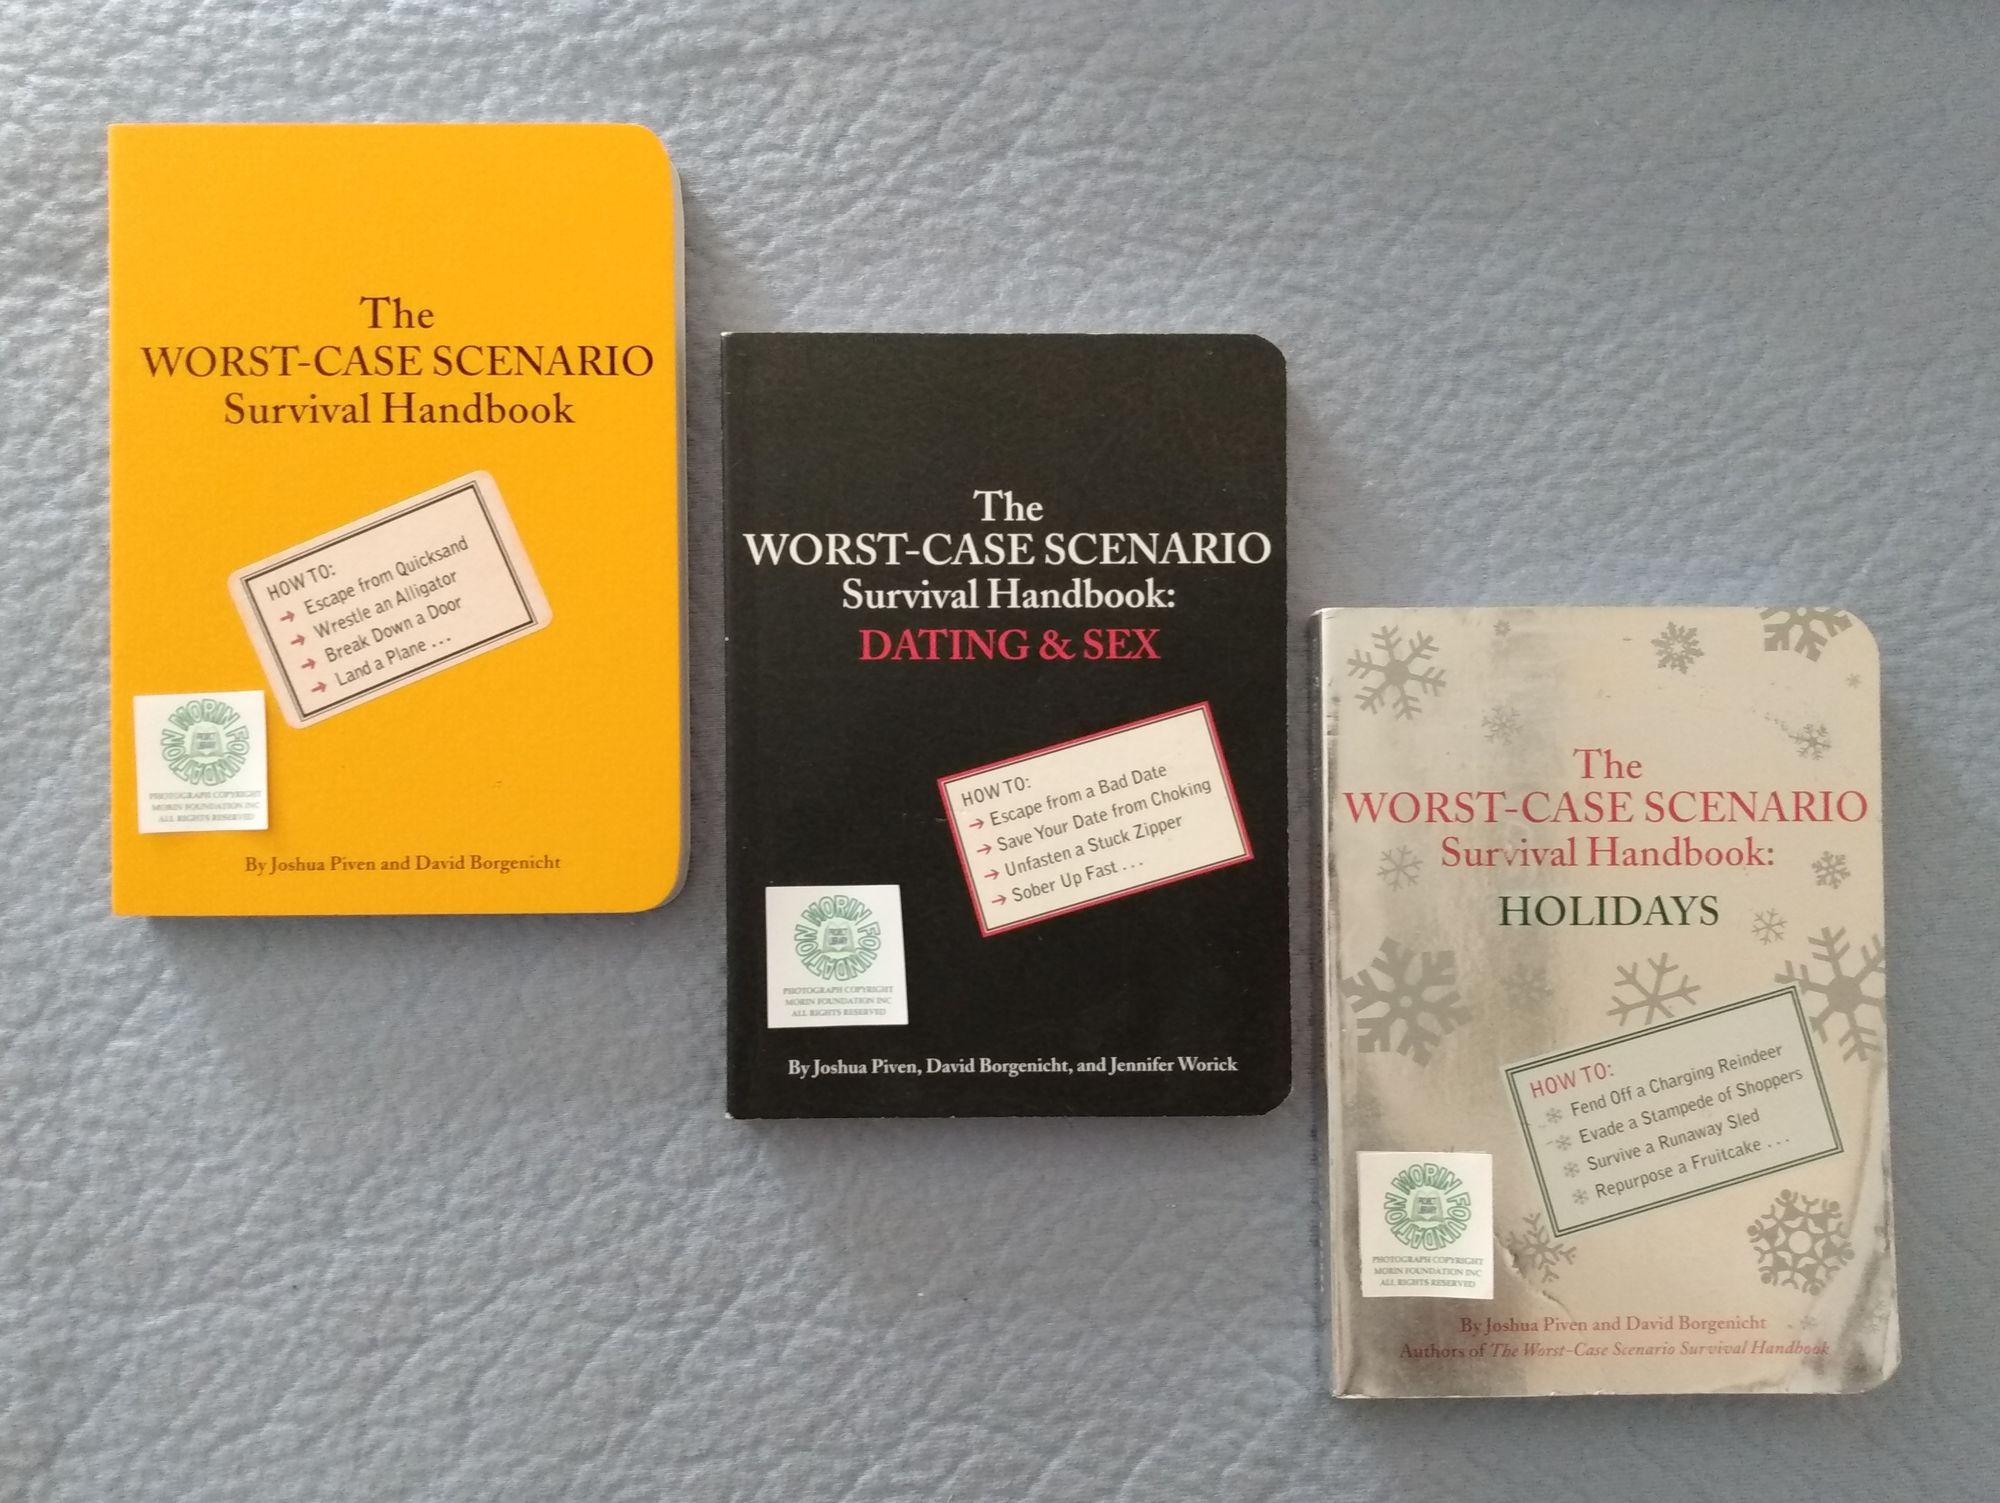 The
WORST-CASE SCENARIO
Survival Handbook
HOW TO:
→ Escape from Quicksand
→ Wrestle an Alligator
→ Break Down a Door
→ Land a Plane . . .
MORIN FOUNDATION
PROJECT
LIBRARY
PHOTOGRAPH COPYRIGHT
MORIN FOUNDATION INC
ALL RIGHTS RESERVED
By Joshua Piven and David Borgenicht
The
WORST-CASE SCENARIO
Survival Handbook:
DATING & SEX
HOW TO:
→ Escape from a Bad Date
→ Save Your Date from Choking
→ Unfasten a Stuck Zipper
→ Sober Up Fast . . .
MORIN FOUNDATION
PROJECT
LIBRARY
PHOTOGRAPH COPYRIGHT
MORIN FOUNDATION INC
ALL RIGHTS RESERVED
By Joshua Piven, David Borgenicht, and Jennifer Worick
The
WORST-CASE SCENARIO
Survival Handbook:
HOLIDAYS
HOW TO:
Fend Off a Charging Reindeer
Evade a Stampede of Shoppers
Survive a Runaway Sled
Repurpose a Fruitcake . . .
MORIN FOUNDATION
PROJECT
LIBRARY
PHOTOGRAPH COPYRIGHT
MORIN FOUNDATION INC
ALL RIGHTS RESERVED
By Joshua Piven and David Borgenicht
Authors of The Worst-Case Scenario Survival Handbook